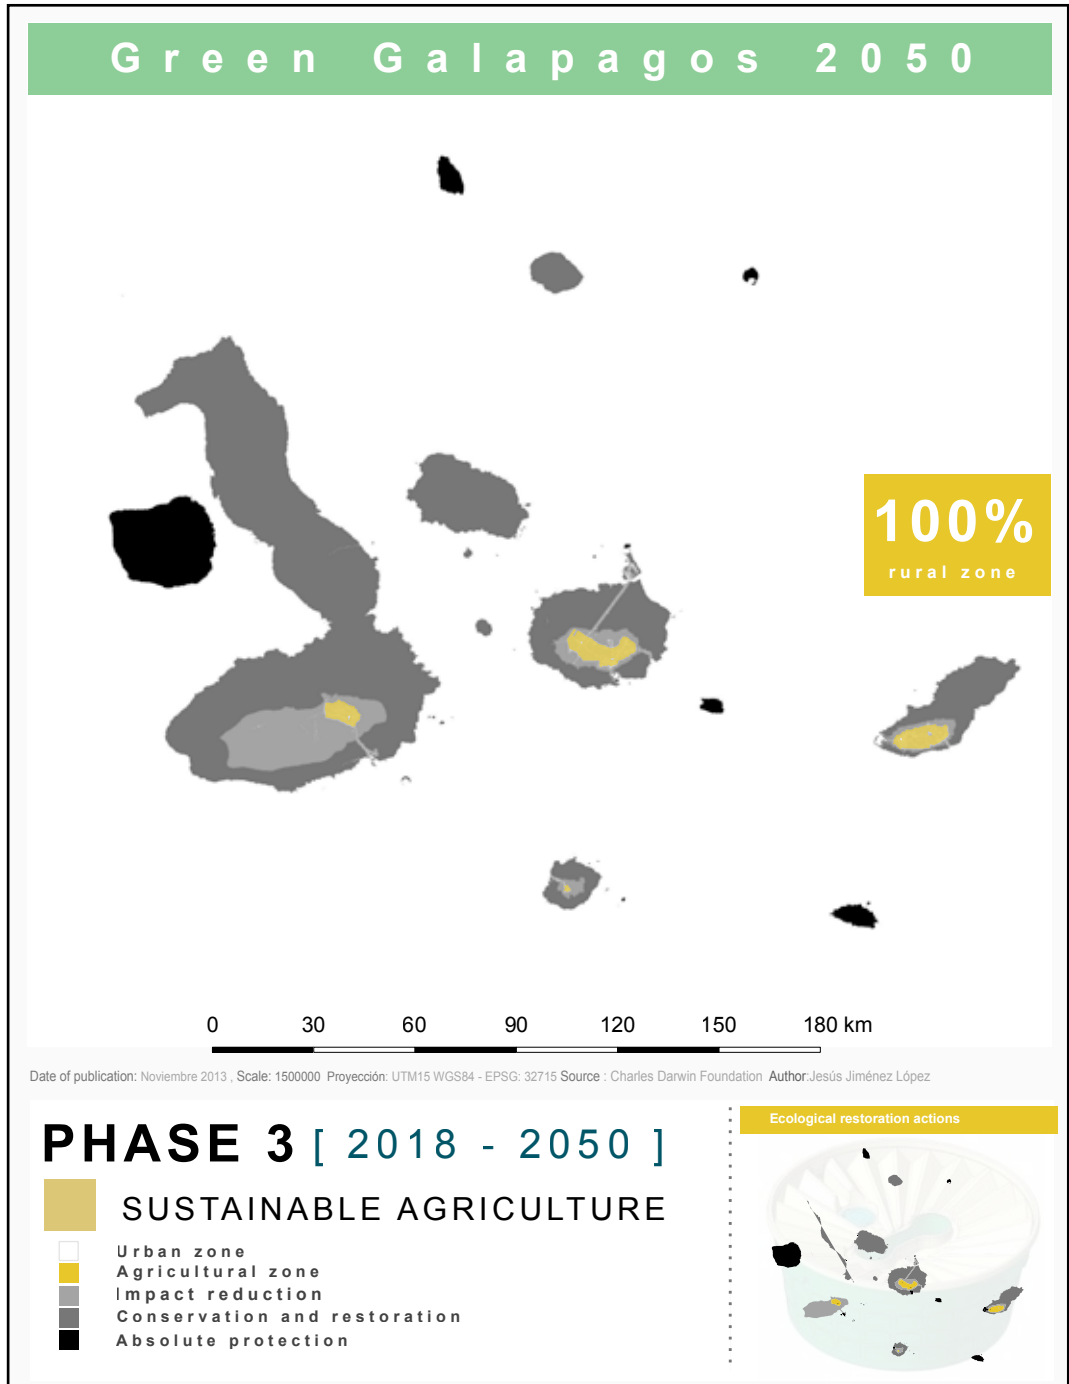 Green Galapagos 2050
100%
rural zone
0 30 60 90 120 150 180 km
Date of publication: Noviembre 2013 , Scale: 1500000 Proyección: UTM15 WGS84 - EPSG: 32715 Source : Charles Darwin Foundation Author:Jesús Jiménez López
PHASE 3 [ 2018 - 2050 ]
SUSTAINABLE AGRICULTURE
Urban zone
Agricultural zone
Impact reduction
Conservation and restoration
Absolute protection
Ecological restoration actions